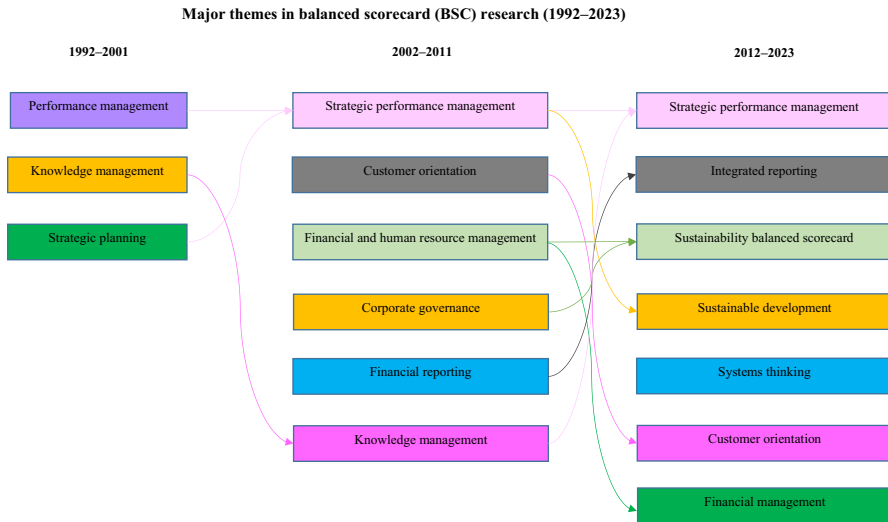 Major themes in balanced scorecard (BSC) research (1992–2023)
1992–2001
2002–2011
2012–2023
Performance management
Strategic performance management
Strategic performance management
Knowledge management
Customer orientation
Integrated reporting
Strategic planning
Financial and human resource management
Sustainability balanced scorecard
Corporate governance
Sustainable development
Financial reporting
Systems thinking
Knowledge management
Customer orientation
Financial management